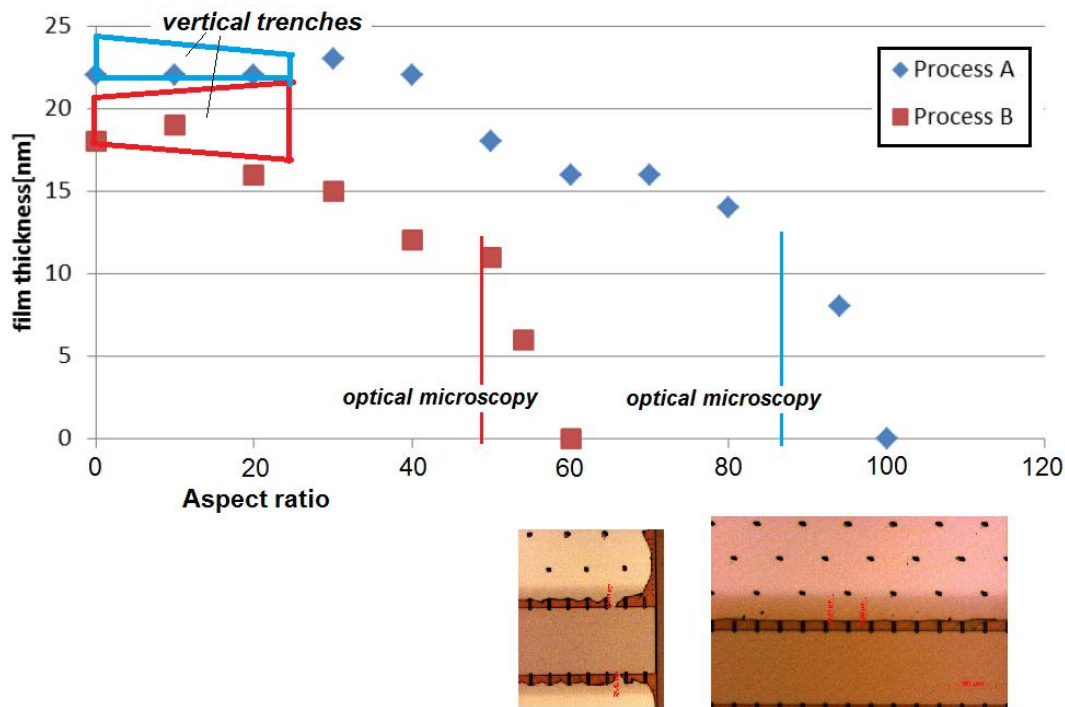 vertical trenches
25
20
15
10
5
0
film thickness[nm]
Process A
Process B
optical microscopy
optical microscopy
0 20 40 60 80 100 120
Aspect ratio